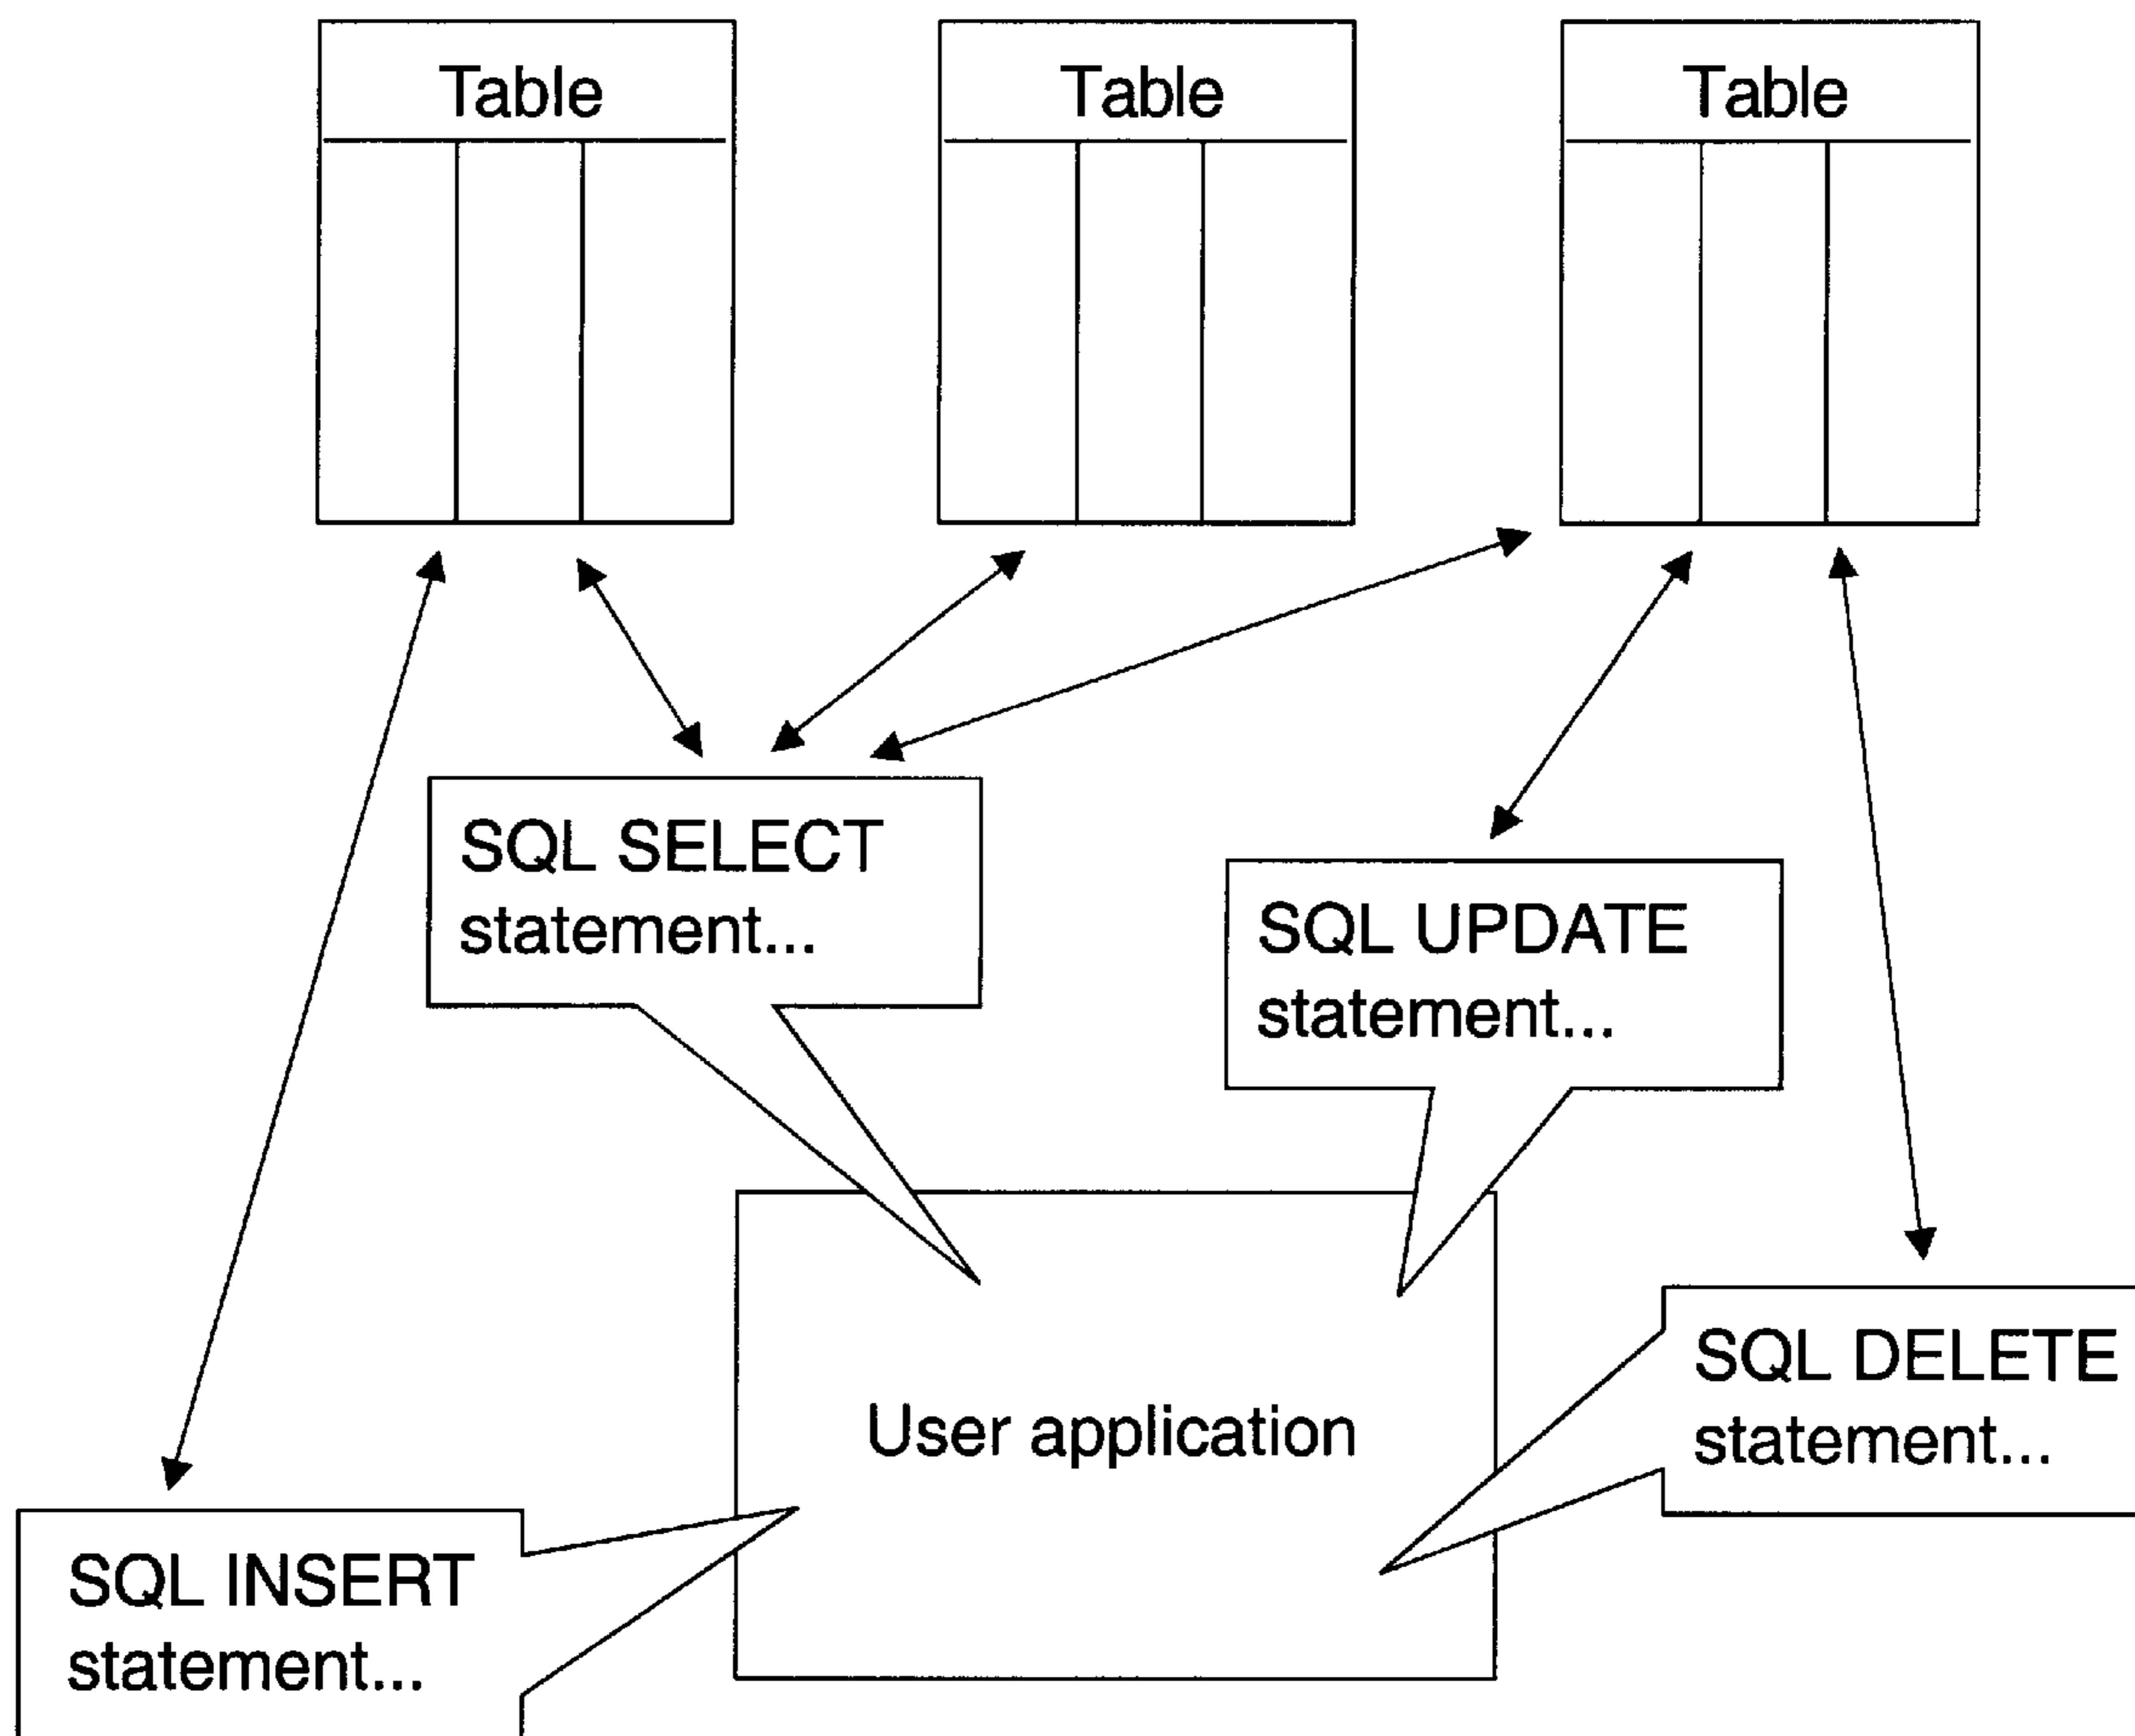 Table
Table
Table
SQL SELECT
statement...
SQL UPDATE
statement...
User application
SQL DELETE
statement...
SQL INSERT
statement...